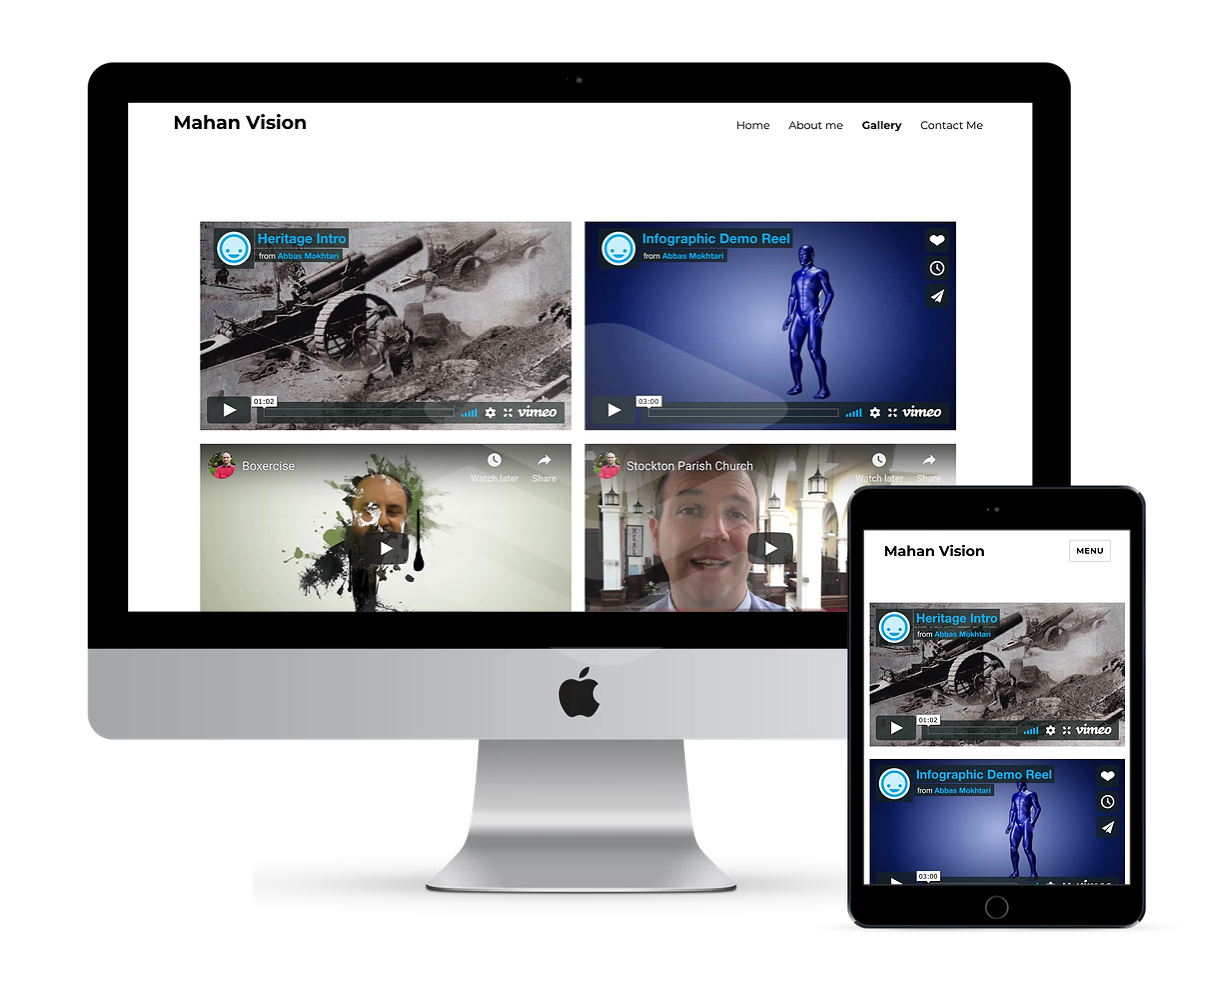 Mahan Vision
Home About me Gallery Contact Me
Heritage Intro
from Abbas Mokhtari
01:02
vimeo
Infographic Demo Reel
from Abbas Mokhtari
03:00
vimeo
Boxercise
Watch later Share
Stockton Parish Church
Watch later Share
HEAL
Mahan Vision
MENU
Heritage Intro
from Abbas Mokhtari
01:02
vimeo
Infographic Demo Reel
from Abbas Mokhtari
03:00
vimeo